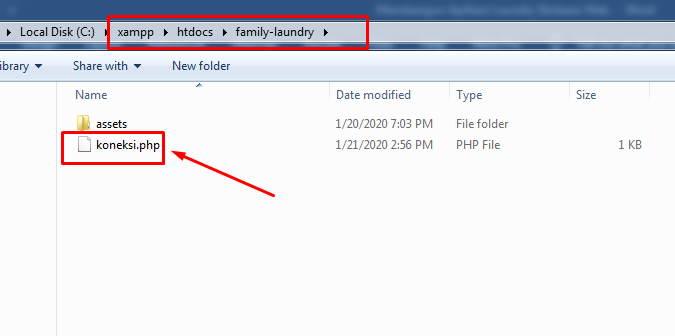 Local Disk (C:) xampp htdocs family-laundry
ibrary Share with New folder
Name Date modified Type Size
assets 1/20/2020 7:03 PM File folder
koneksi.php 1/21/2020 2:56 PM PHP File 1 KB